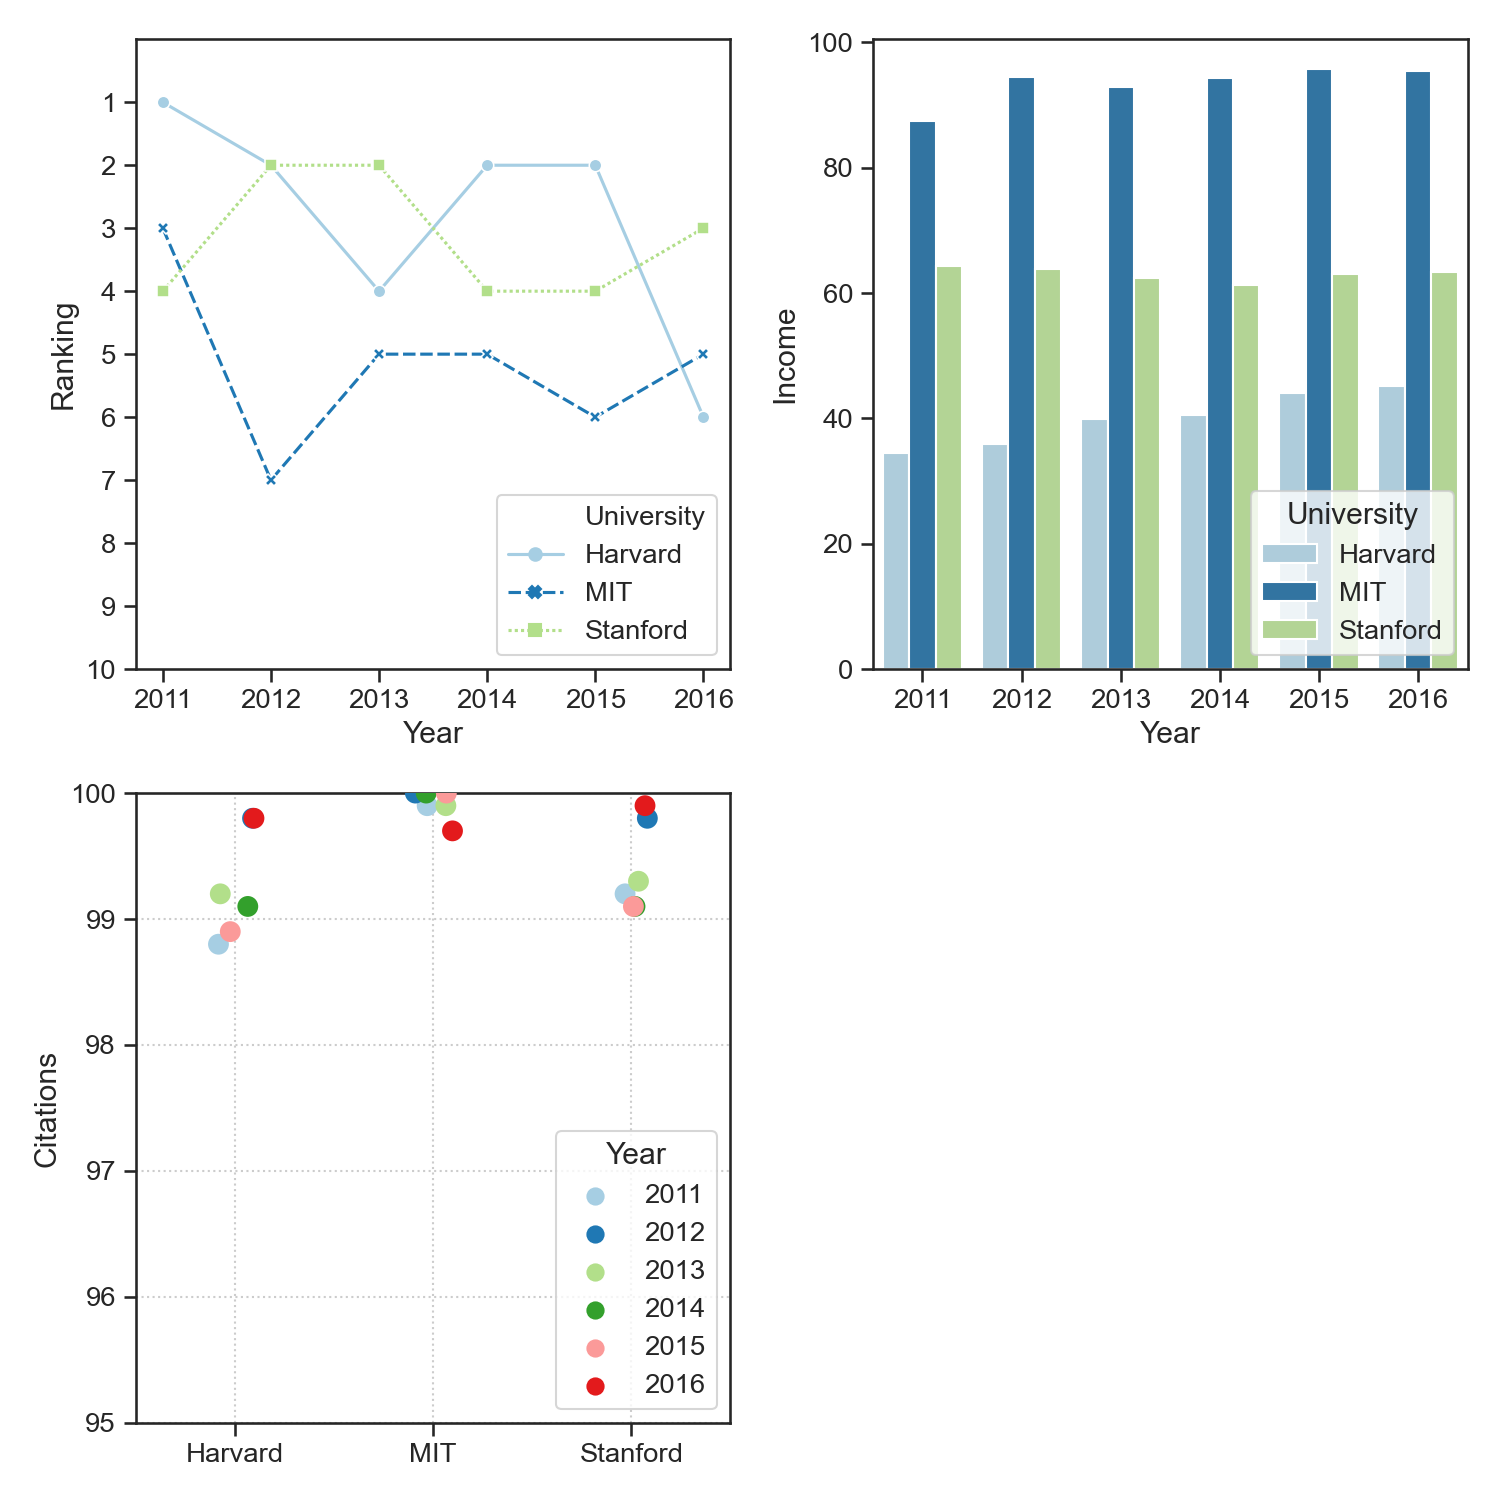 1
2
3
4
5
6
7
8
9
10
Ranking
2011 2012 2013 2014 2015 2016
Year
University
Harvard
MIT
Stanford
100
80
60
40
20
0
Income
2011 2012 2013 2014 2015 2016
Year
University
Harvard
MIT
Stanford
100
99
98
97
96
95
Citations
Harvard MIT Stanford
Year
2011
2012
2013
2014
2015
2016